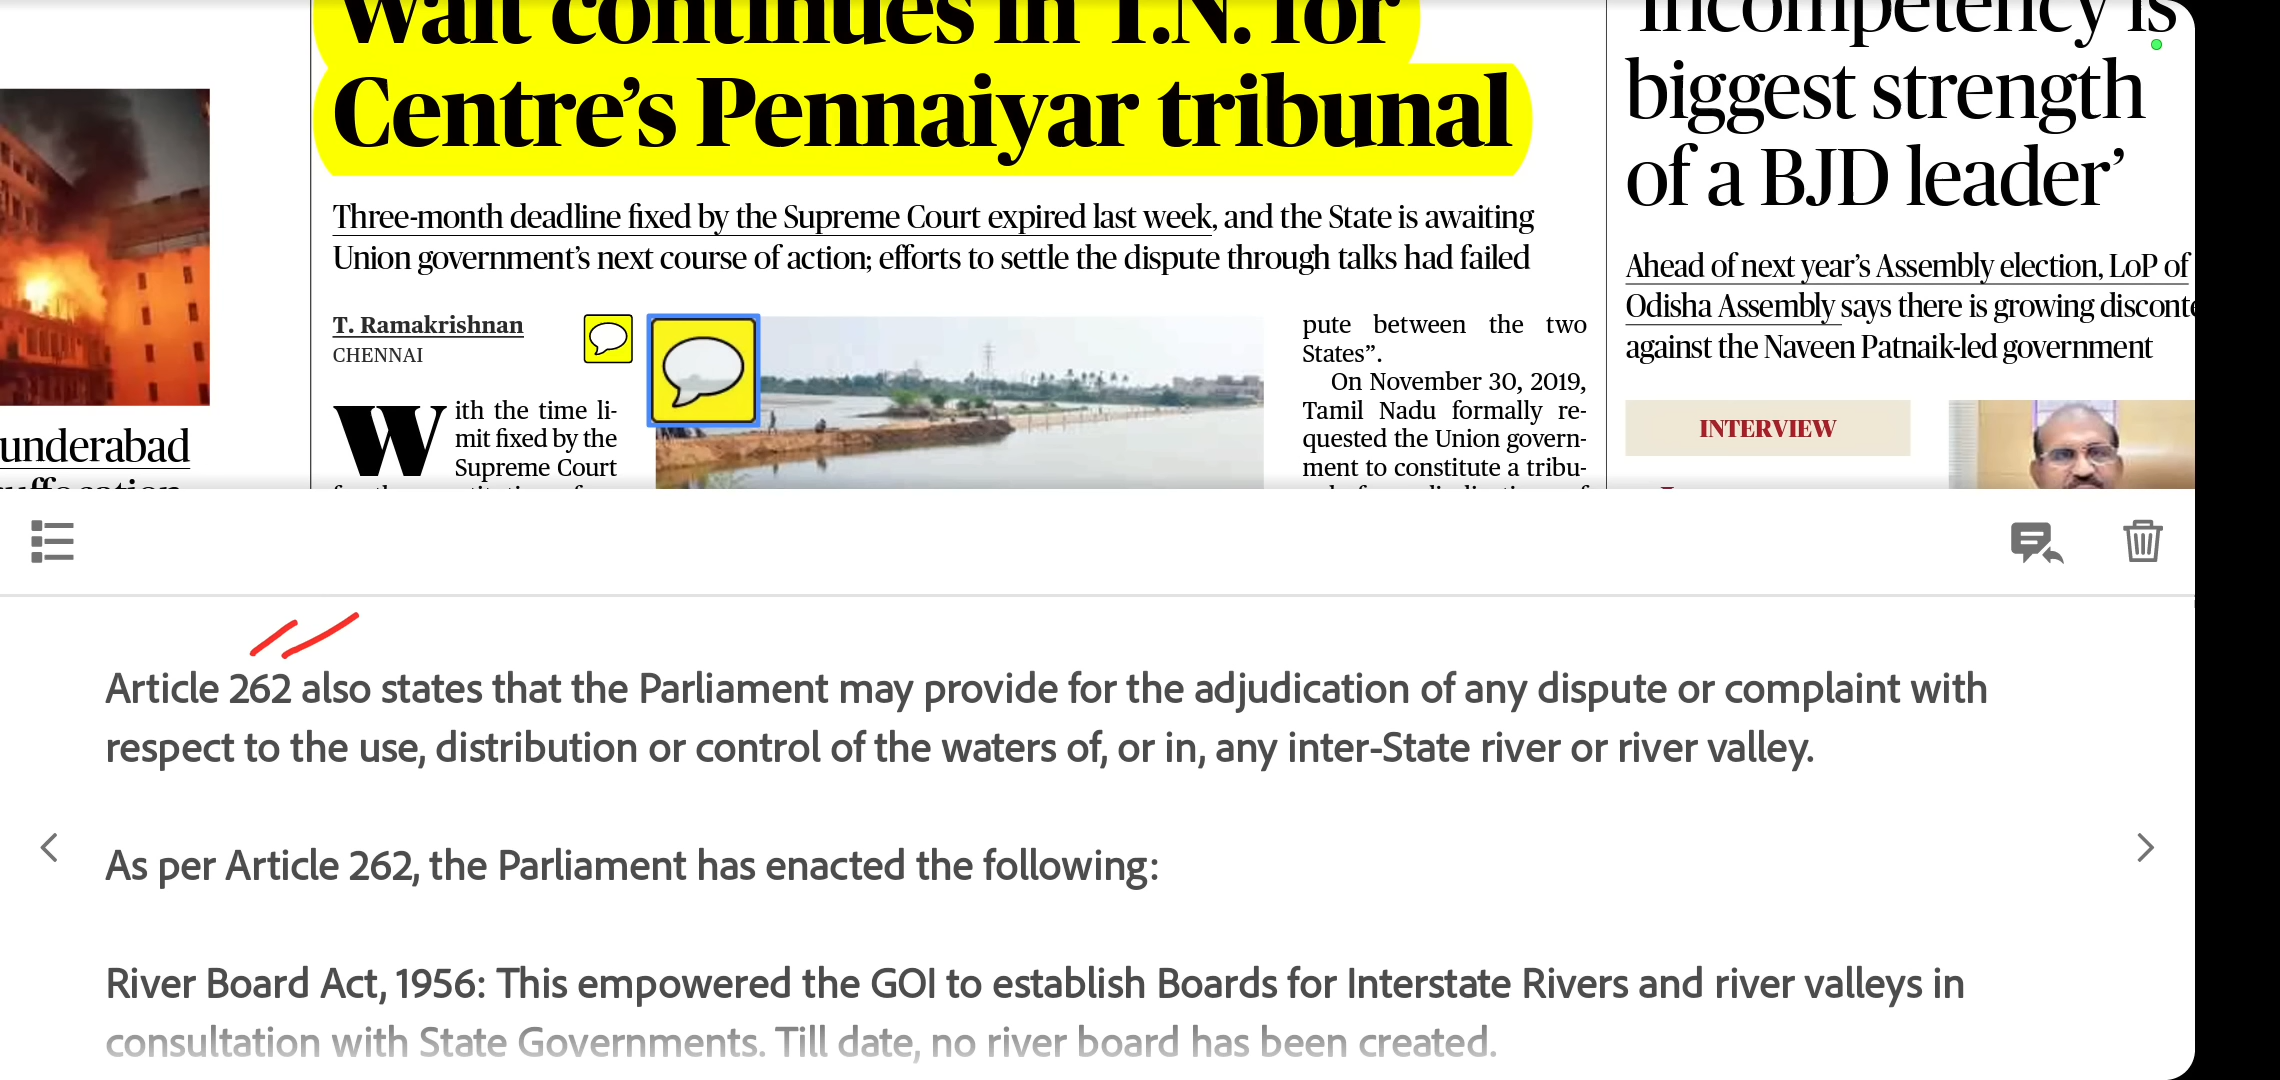 Wait continues in T.N. for
Centre’s Pennaiyar tribunal
Three-month deadline fixed by the Supreme Court expired last week, and the State is awaiting
Union government’s next course of action; efforts to settle the dispute through talks had failed
T. Ramakrishnan
CHENNAI
With the time li-
mit fixed by the
Supreme Court
pute between the two
States”.
On November 30, 2019,
Tamil Nadu formally re-
quested the Union govern-
ment to constitute a tribu-
‘Incompetency is
biggest strength
of a BJD leader’
Ahead of next year’s Assembly election, LoP of
Odisha Assembly says there is growing disconte
against the Naveen Patnaik-led government
INTERVIEW
underabad
Article 262 also states that the Parliament may provide for the adjudication of any dispute or complaint with
respect to the use, distribution or control of the waters of, or in, any inter-State river or river valley.
As per Article 262, the Parliament has enacted the following:
River Board Act, 1956: This empowered the GOI to establish Boards for Interstate Rivers and river valleys in
consultation with State Governments. Till date, no river board has been created.